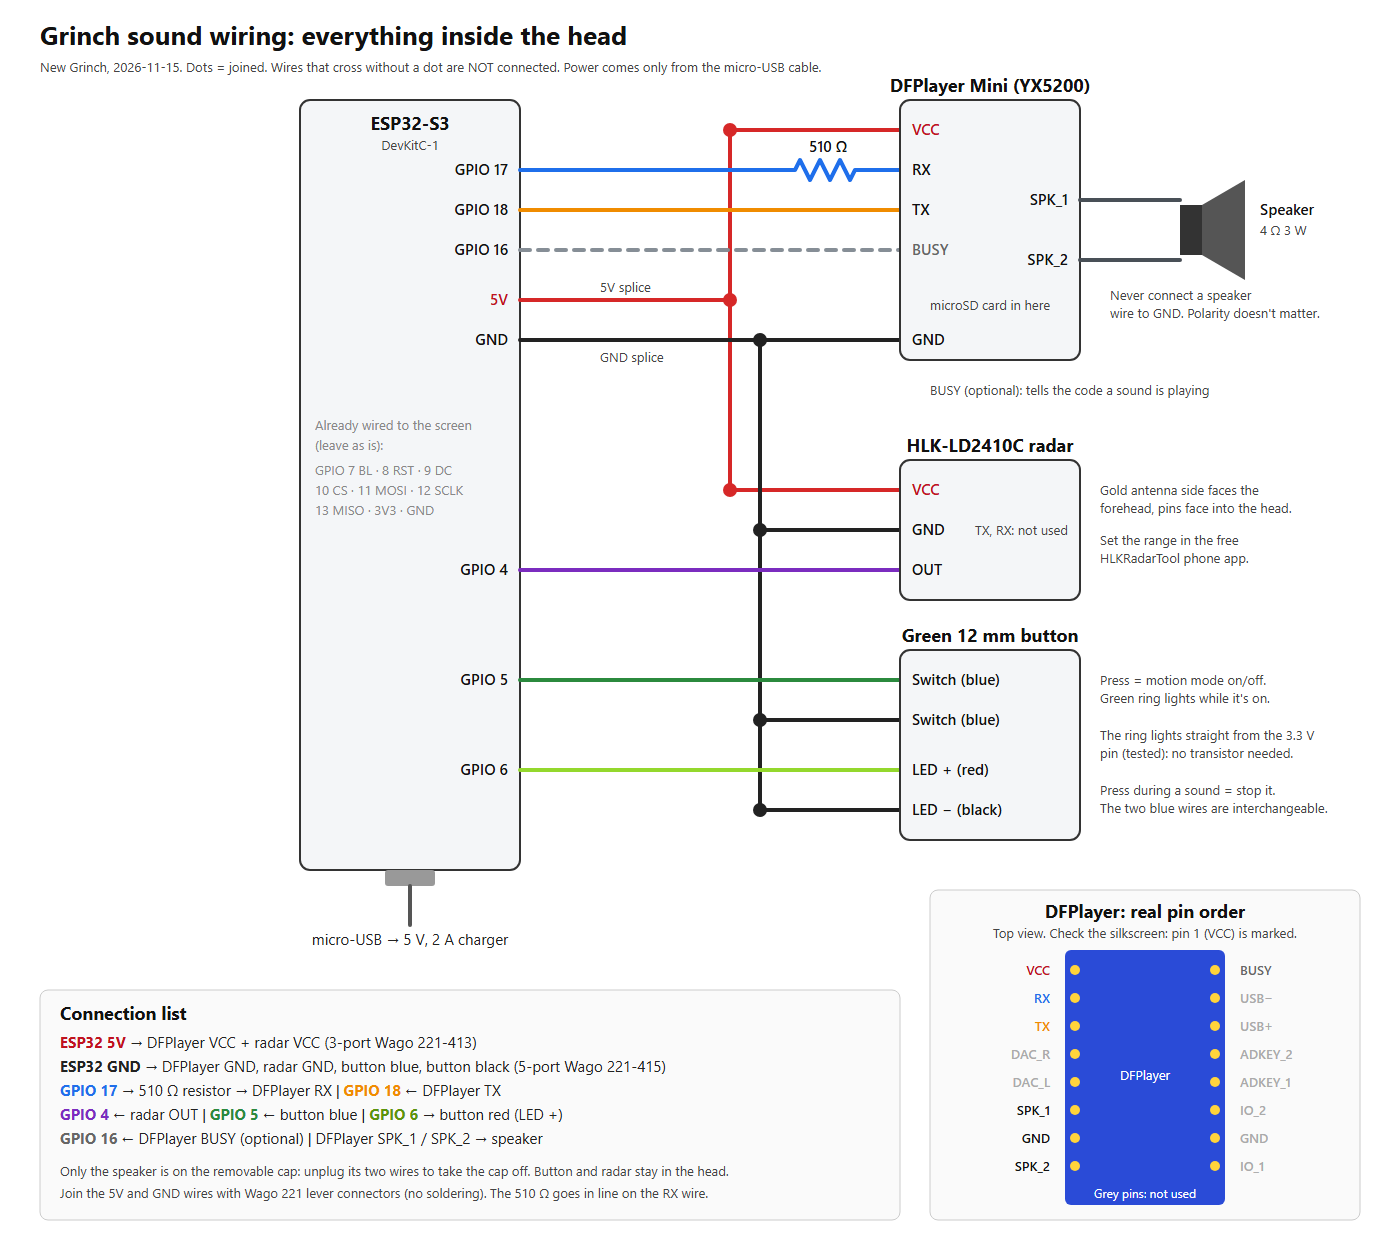 Grinch sound wiring: everything inside the head
New Grinch, 2026-11-15. Dots = joined. Wires that cross without a dot are NOT connected. Power comes only from the micro-USB cable.
ESP32-S3
DevKitC-1
GPIO 17
GPIO 18
GPIO 16
5V
GND
5V splice
GND splice
510 Ω
DFPlayer Mini (YX5200)
VCC
RX
TX
BUSY
SPK_1
SPK_2
microSD card in here
GND
Speaker
4 Ω 3 W
Never connect a speaker
wire to GND. Polarity doesn't matter.
BUSY (optional): tells the code a sound is playing
Already wired to the screen
(leave as is):
GPIO 7 BL · 8 RST · 9 DC
10 CS · 11 MOSI · 12 SCLK
13 MISO · 3V3 · GND
GPIO 4
GPIO 5
GPIO 6
HLK-LD2410C radar
VCC
GND
TX, RX: not used
OUT
Gold antenna side faces the
forehead, pins face into the head.
Set the range in the free
HLKRadarTool phone app.
Green 12 mm button
Switch (blue)
Switch (blue)
LED + (red)
LED − (black)
Press = motion mode on/off.
Green ring lights while it's on.
The ring lights straight from the 3.3 V
pin (tested): no transistor needed.
Press during a sound = stop it.
The two blue wires are interchangeable.
micro-USB → 5 V, 2 A charger
Connection list
ESP32 5V → DFPlayer VCC + radar VCC (3-port Wago 221-413)
ESP32 GND → DFPlayer GND, radar GND, button blue, button black (5-port Wago 221-415)
GPIO 17 → 510 Ω resistor → DFPlayer RX | GPIO 18 ← DFPlayer TX
GPIO 4 ← radar OUT | GPIO 5 ← button blue | GPIO 6 → button red (LED +)
GPIO 16 ← DFPlayer BUSY (optional) | DFPlayer SPK_1 / SPK_2 → speaker
Only the speaker is on the removable cap: unplug its two wires to take the cap off. Button and radar stay in the head.
Join the 5V and GND wires with Wago 221 lever connectors (no soldering). The 510 Ω goes in line on the RX wire.
DFPlayer: real pin order
Top view. Check the silkscreen: pin 1 (VCC) is marked.
VCC BUSY
RX USB−
TX USB+
DAC_R ADKEY_2
DAC_L DFPlayer ADKEY_1
SPK_1 IO_2
GND GND
SPK_2 IO_1
Grey pins: not used